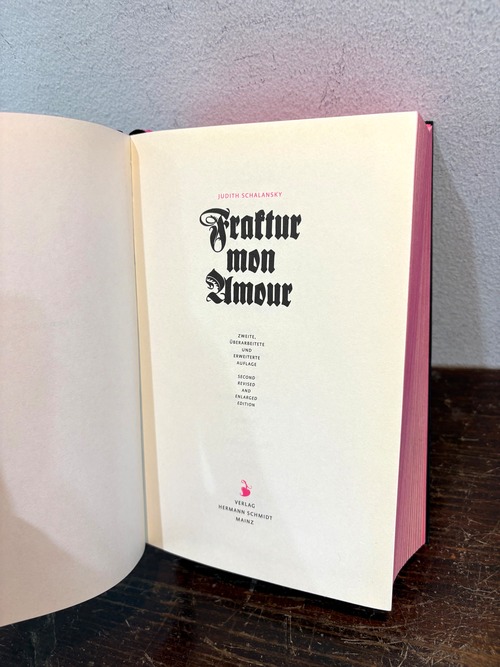 JUDITH SCHALANSKY
Fraktur
mon
Amour
ZWEITE,
ÜBERARBEITETE
UND
ERWEITERTE
AUFLAGE
SECOND
REVISED
AND
ENLARGED
EDITION
VERLAG
HERMANN SCHMIDT
MAINZ